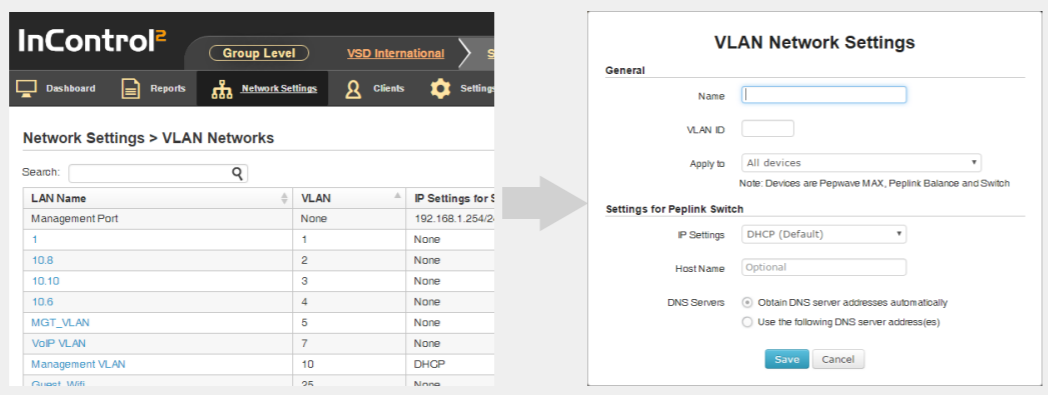 InControl2
Group Level VSD International S
Dashboard Reports Network Settings Clients Settings
Network Settings > VLAN Networks
Search:
LAN Name VLAN IP Settings for S
Management Port None 192.168.1.254/24
1 1 None
10.8 2 None
10.10 3 None
10.6 4 None
MGT_VLAN 5 None
VoIP VLAN 7 None
Management VLAN 10 DHCP
Guest_Wifi 25 None
VLAN Network Settings
General
Name
VLAN ID
Apply to All devices
Note: Devices are Pepwave MAX, Peplink Balance and Switch
Settings for Peplink Switch
IP Settings DHCP (Default)
Host Name Optional
DNS Servers Obtain DNS server addresses automatically
Use the following DNS server address(es)
Save Cancel